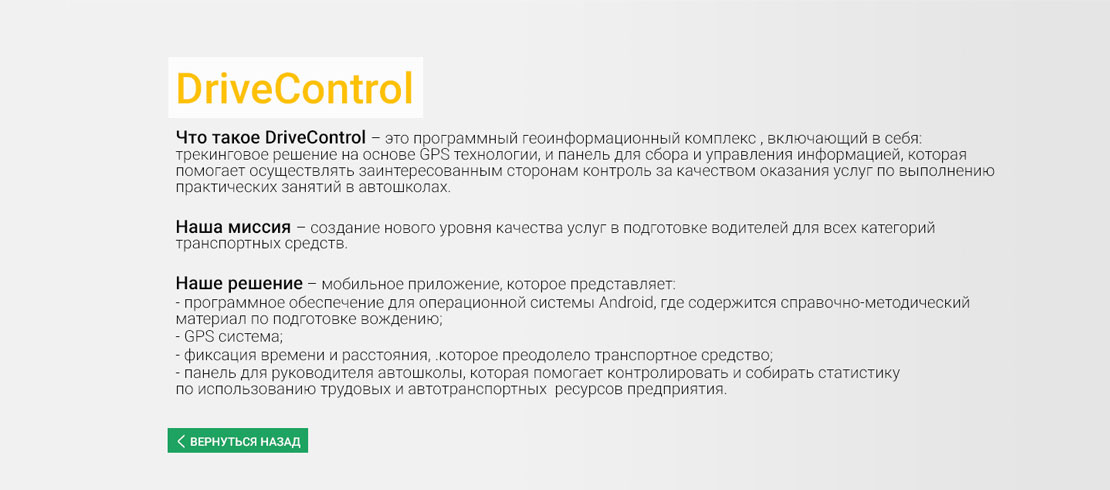 DriveControl
Что такое DriveControl – это программный геоинформационный комплекс , включающий в себя:
трекинговое решение на основе GPS технологии, и панель для сбора и управления информацией, которая
помогает осуществлять заинтересованным сторонам контроль за качеством оказания услуг по выполнению
практических занятий в автошколах.
Наша миссия – создание нового уровня качества услуг в подготовке водителей для всех категорий
транспортных средств.
Наше решение – мобильное приложение, которое представляет:
- программное обеспечение для операционной системы Android, где содержится справочно-методический
материал по подготовке вождению;
- GPS система;
- фиксация времени и расстояния, .которое преодолело транспортное средство;
- панель для руководителя автошколы, которая помогает контролировать и собирать статистику
по использованию трудовых и автотранспортных  ресурсов предприятия.
ВЕРНУТЬСЯ НАЗАД